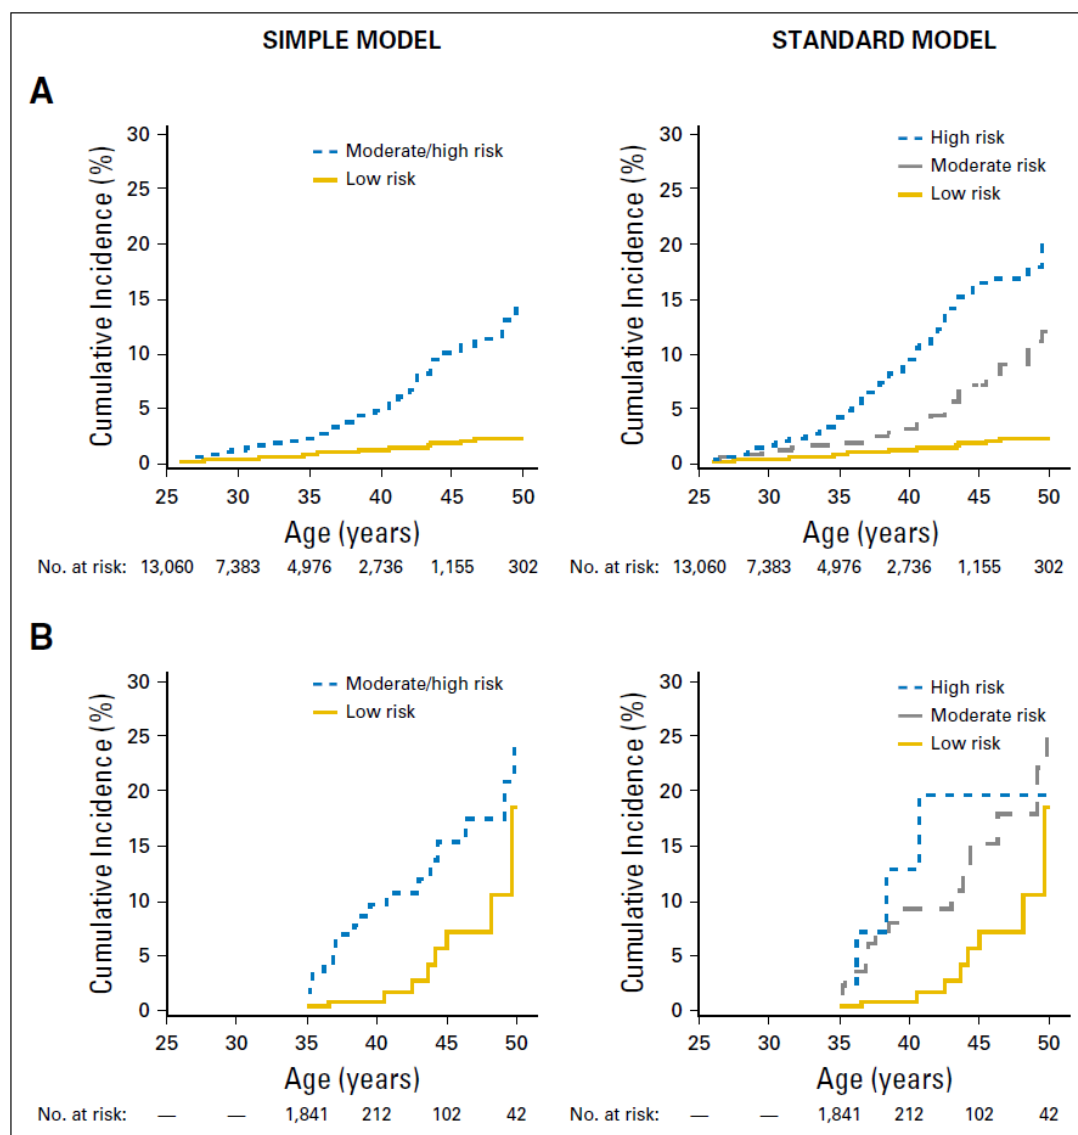 SIMPLE MODEL
STANDARD MODEL
A
Cumulative Incidence (%)
30
25
20
15
10
5
0
Moderate/high risk
Low risk
25 30 35 40 45 50
Age (years)
No. at risk: 13,060 7,383 4,976 2,736 1,155 302
Cumulative Incidence (%)
30
25
20
15
10
5
0
High risk
Moderate risk
Low risk
25 30 35 40 45 50
Age (years)
No. at risk: 13,060 7,383 4,976 2,736 1,155 302
B
Cumulative Incidence (%)
30
25
20
15
10
5
0
Moderate/high risk
Low risk
25 30 35 40 45 50
Age (years)
No. at risk: — — 1,841 212 102 42
Cumulative Incidence (%)
30
25
20
15
10
5
0
High risk
Moderate risk
Low risk
25 30 35 40 45 50
Age (years)
No. at risk: — — 1,841 212 102 42